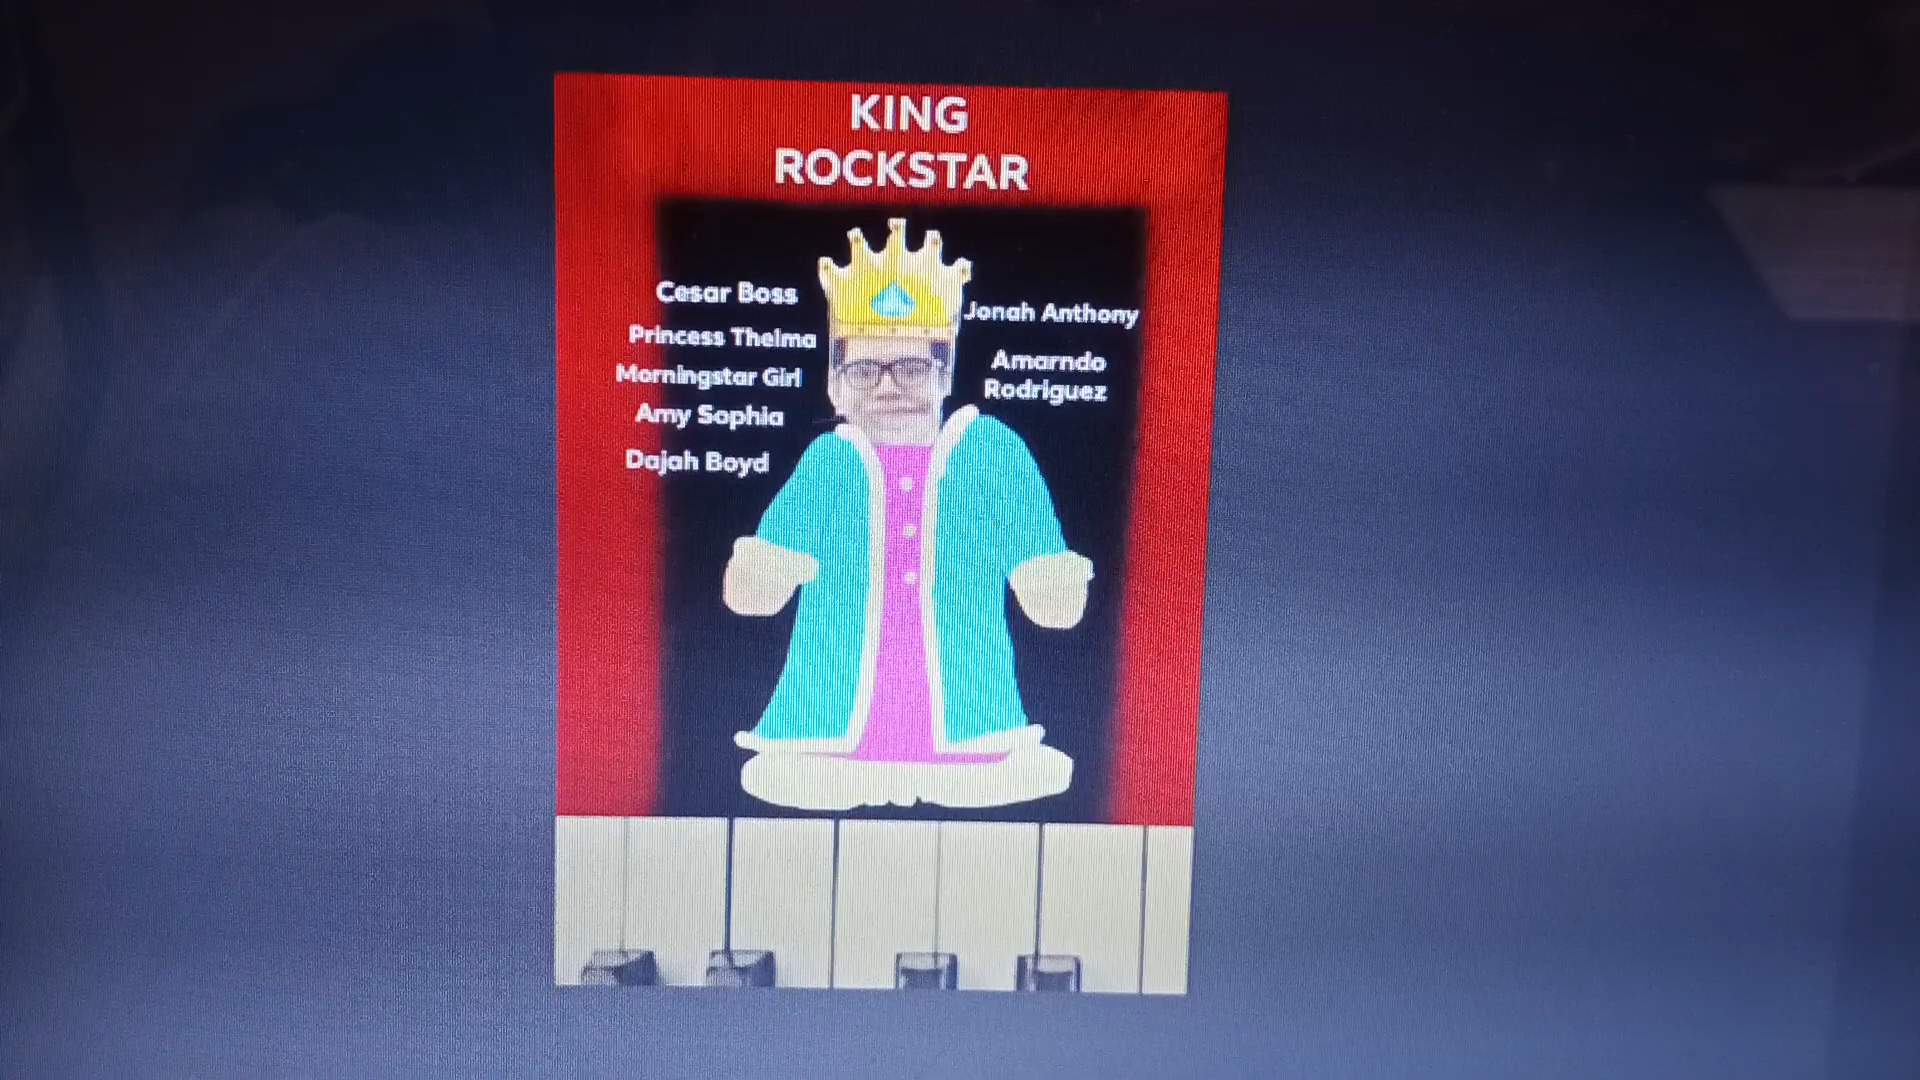 KING
ROCKSTAR
Cesar Boss
Princess Thelma
Morningstar Girl
Amy Sophia
Dajah Boyd
Jonah Anthony
Amarndo
Rodriguez